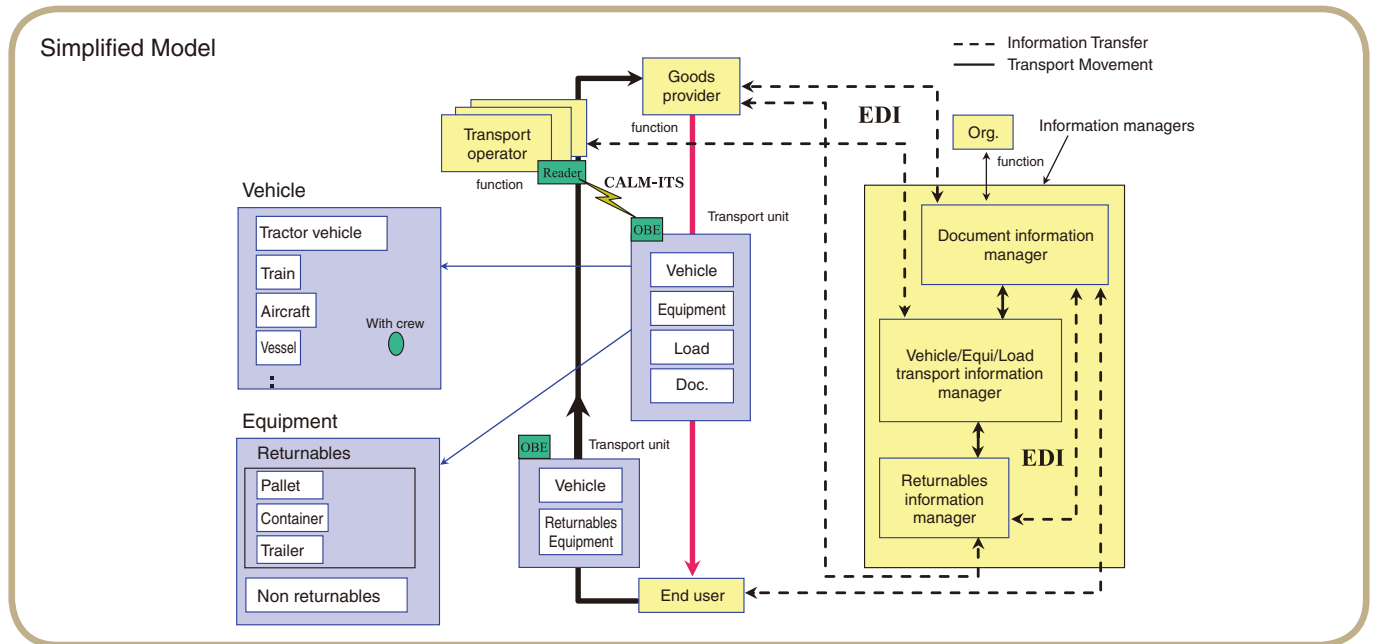 Simplified Model
Information Transfer
Transport Movement
Goods
provider
function
EDI
Org.
function
Information managers
Transport
operator
function
Reader
CALM-ITS
OBE
Transport unit
Vehicle
Equipment
Load
Doc.
Vehicle
Tractor vehicle
Train
Aircraft
Vessel
:
With crew
Equipment
Returnables
Pallet
Container
Trailer
Non returnables
OBE
Transport unit
Vehicle
Returnables
Equipment
End user
Document information
manager
Vehicle/Equi/Load
transport information
manager
EDI
Returnables
information
manager